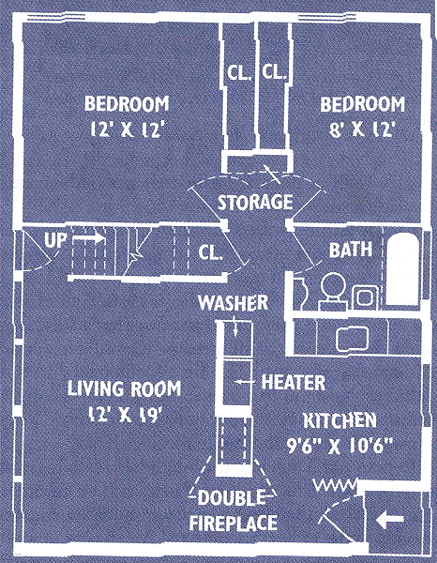 CL. CL.
BEDROOM
12' X 12'
BEDROOM
8' X 12'
STORAGE
UP
CL.
BATH
WASHER
HEATER
LIVING ROOM
12' X 19'
KITCHEN
9'6" X 10'6"
DOUBLE
FIREPLACE